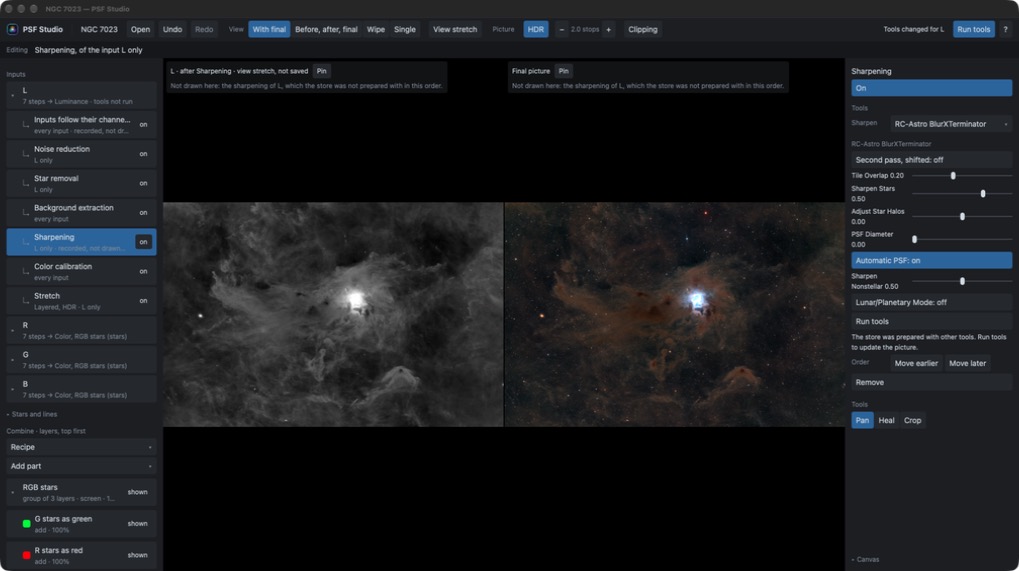 NGC 7023 — PSF Studio
PSF Studio NGC 7023 Open Undo Redo View With final Before, after, final Wipe Single View stretch Picture HDR − 2.0 stops + Clipping Tools changed for L Run tools ?
Editing Sharpening, of the input L only
Inputs
L
7 steps → Luminance · tools not run
Inputs follow their channe...
every input · recorded, not dr...
on
Noise reduction
L only
on
Star removal
L only
on
Background extraction
every input
on
Sharpening
L only · recorded, not drawn...
on
Color calibration
every input
on
Stretch
Layered, HDR · L only
on
R
7 steps → Color, RGB stars (stars)
G
7 steps → Color, RGB stars (stars)
B
7 steps → Color, RGB stars (stars)
Stars and lines
Combine · layers, top first
Recipe
Add part
RGB stars
group of 3 layers · screen · 1...
shown
G stars as green
add · 100%
shown
R stars as red
add · 100%
shown
L · after Sharpening · view stretch, not saved Pin
Not drawn here: the sharpening of L, which the store was not prepared with in this order.
Final picture Pin
Not drawn here: the sharpening of L, which the store was not prepared with in this order.
Sharpening
On
Tools
Sharpen RC-Astro BlurXTerminator
RC-Astro BlurXTerminator
Second pass, shifted: off
Tile Overlap 0.20
Sharpen Stars
0.50
Adjust Star Halos
0.00
PSF Diameter
0.00
Automatic PSF: on
Sharpen
Nonstellar 0.50
Lunar/Planetary Mode: off
Run tools
The store was prepared with other tools. Run tools
to update the picture.
Order Move earlier Move later
Remove
Tools
Pan Heal Crop
Canvas